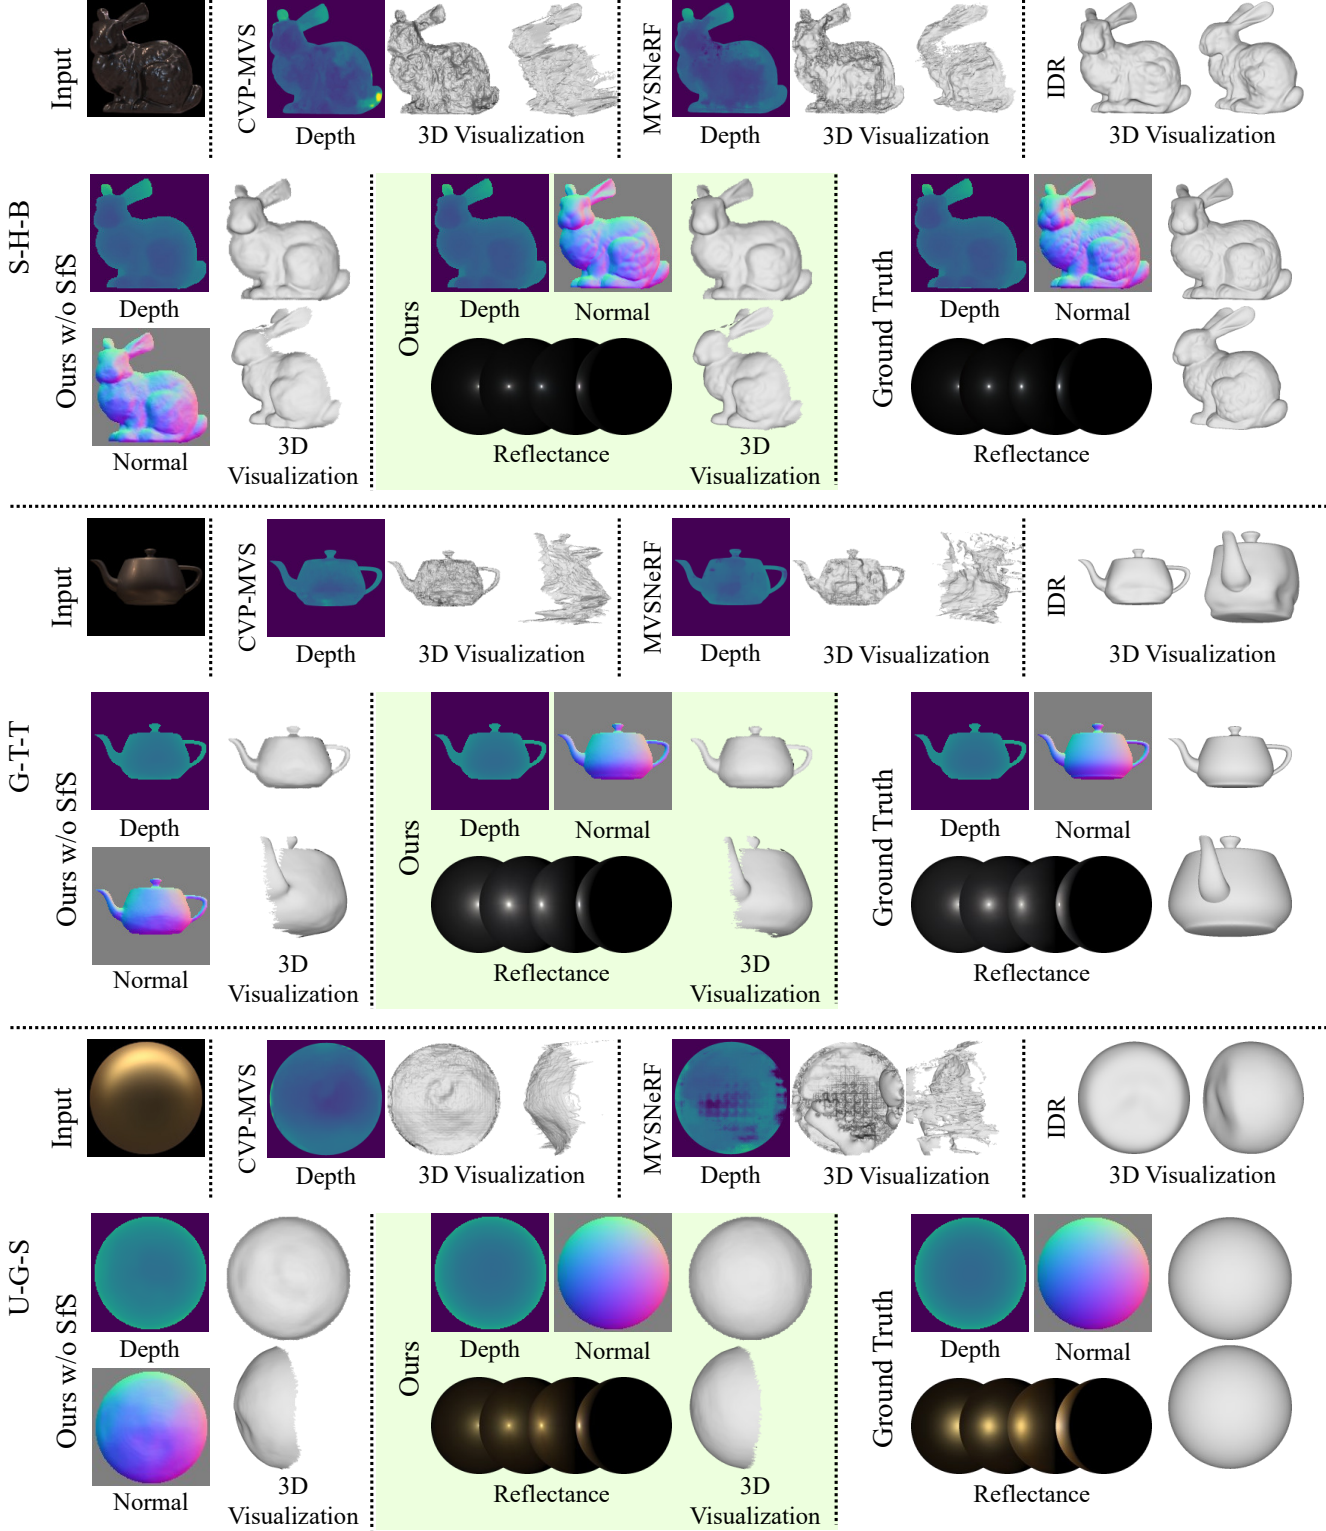 S-H-B
Input
CVP-MVS
Depth
3D Visualization
MVSNeRF
Depth
3D Visualization
IDR
3D Visualization
Ours w/o SfS
Depth
Normal
3D
Visualization
Ours
Depth
Normal
Reflectance
3D
Visualization
Ground Truth
Depth
Normal
Reflectance
G-T-T
Input
CVP-MVS
Depth
3D Visualization
MVSNeRF
Depth
3D Visualization
IDR
3D Visualization
Ours w/o SfS
Depth
Normal
3D
Visualization
Ours
Depth
Normal
Reflectance
3D
Visualization
Ground Truth
Depth
Normal
Reflectance
U-G-S
Input
CVP-MVS
Depth
3D Visualization
MVSNeRF
Depth
3D Visualization
IDR
3D Visualization
Ours w/o SfS
Depth
Normal
3D
Visualization
Ours
Depth
Normal
Reflectance
3D
Visualization
Ground Truth
Depth
Normal
Reflectance